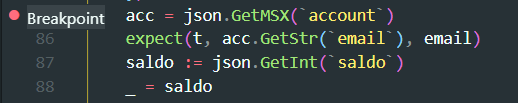 acc = json.GetMSX(`account`)
Breakpoint
86 expect(t, acc.GetStr(`email`), email)
87 saldo := json.GetInt(`saldo`)
88 _ = saldo